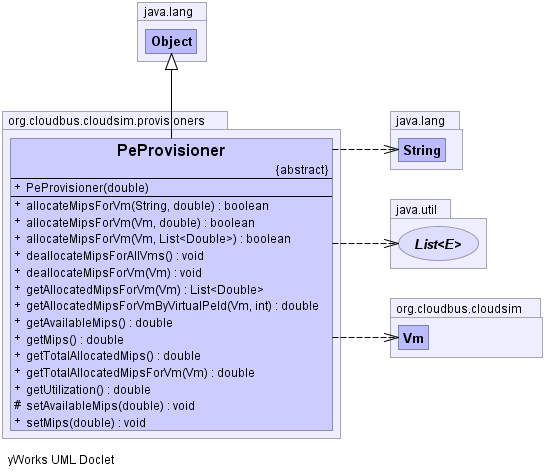 java.lang
Object
org.cloudbus.cloudsim.provisioners
PeProvisioner
{abstract}
+ PeProvisioner(double)
+ allocateMipsForVm(String, double) : boolean
+ allocateMipsForVm(Vm, double) : boolean
+ allocateMipsForVm(Vm, List<Double>) : boolean
+ deallocateMipsForAllVms() : void
+ deallocateMipsForVm(Vm) : void
+ getAllocatedMipsForVm(Vm) : List<Double>
+ getAllocatedMipsForVmByVirtualPeId(Vm, int) : double
+ getAvailableMips() : double
+ getMips() : double
+ getTotalAllocatedMips() : double
+ getTotalAllocatedMipsForVm(Vm) : double
+ getUtilization() : double
# setAvailableMips(double) : void
+ setMips(double) : void
java.lang
String
java.util
List<E>
org.cloudbus.cloudsim
Vm
yWorks UML Doclet